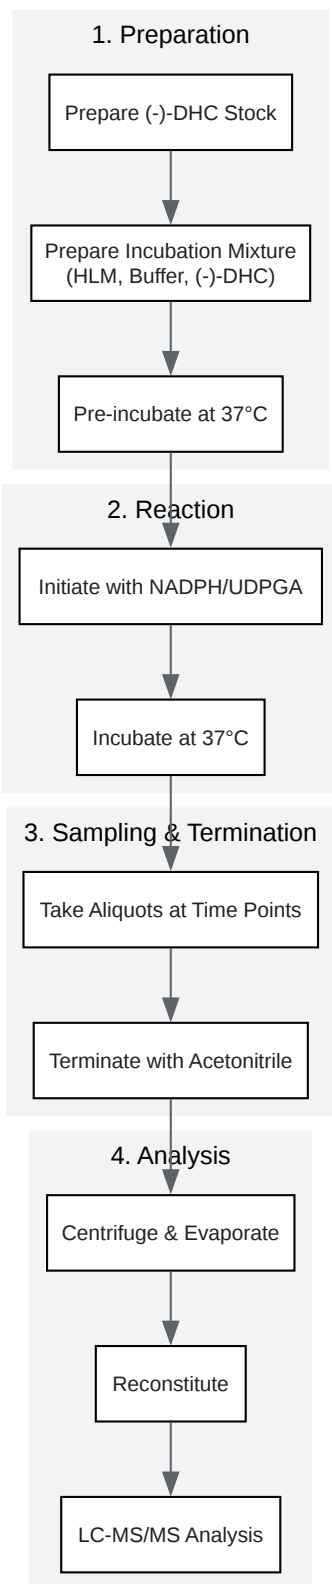 1. Preparation
Prepare (-)-DHC Stock
Prepare Incubation Mixture
(HLM, Buffer, (-)-DHC)
Pre-incubate at 37°C
2. Reaction
Initiate with NADPH/UDPGA
Incubate at 37°C
3. Sampling & Termination
Take Aliquots at Time Points
Terminate with Acetonitrile
4. Analysis
Centrifuge & Evaporate
Reconstitute
LC-MS/MS Analysis